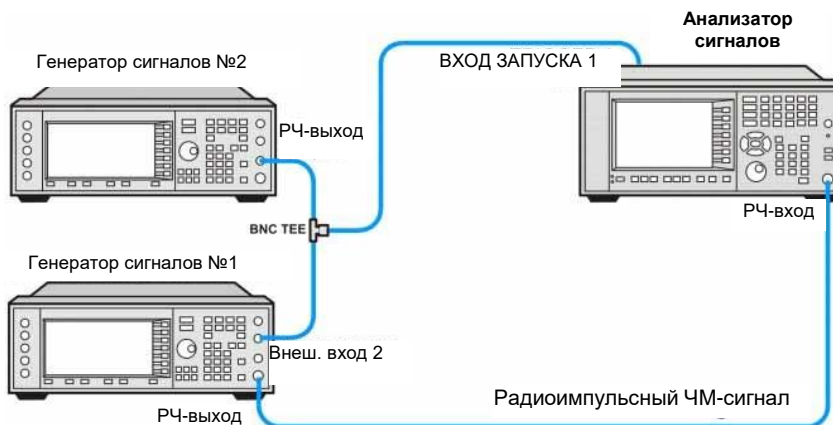 Анализатор
сигналов
Генератор сигналов №2
ВХОД ЗАПУСКА 1
РЧ-выход
РЧ-вход
BNC TEE
Генератор сигналов №1
Внеш. вход 2
Радиоимпульсный ЧМ-сигнал
РЧ-выход